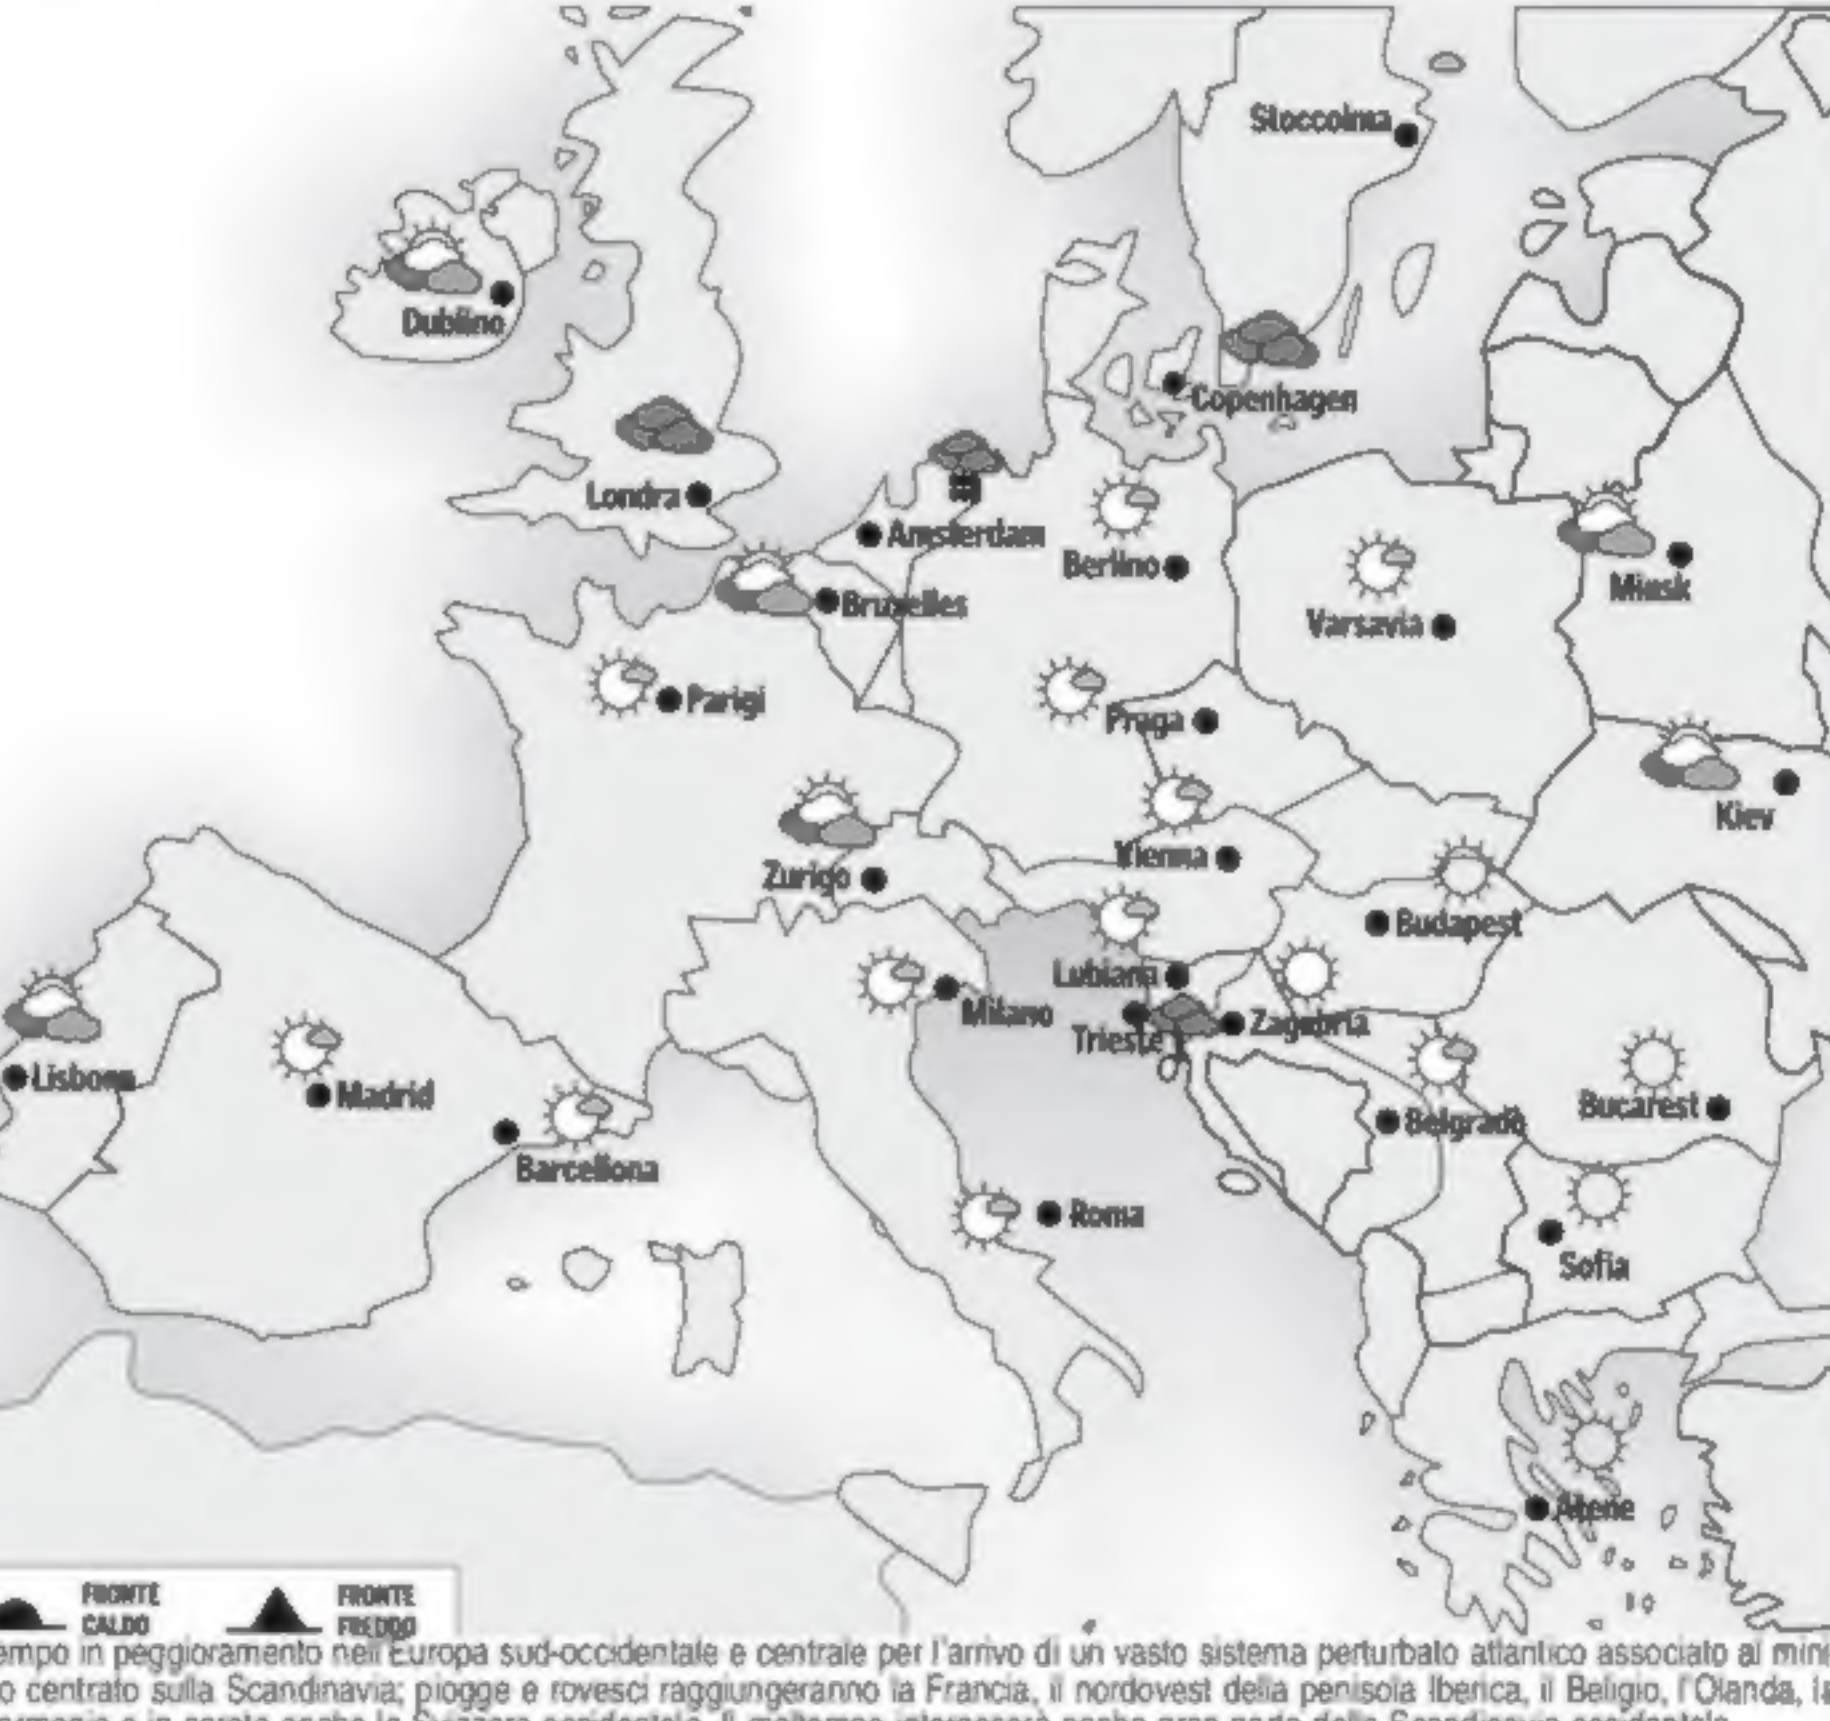 Stoccolma
Dublino
Copenhagen
Londra
Amsterdam
Berlino
Minsk
Bruxelles
Varsavia
Parigi
Praga
Kiev
Vienna
Zurigo
Budapest
Lubiana
Milano
Zagabria
Trieste
Lisbona
Madrid
Bucarest
Belgrado
Barcellona
Roma
Sofia
Atene
FRONTE CALDO
FRONTE FREDDO
empo in peggioramento nell'Europa sud-occidentale e centrale per l'arrivo di un vasto sistema perturbato atlantico associato al mini
o centrato sulla Scandinavia; piogge e rovesci raggiungeranno la Francia, il nordovest della penisola Iberica, il Beligio, l'Olanda, la